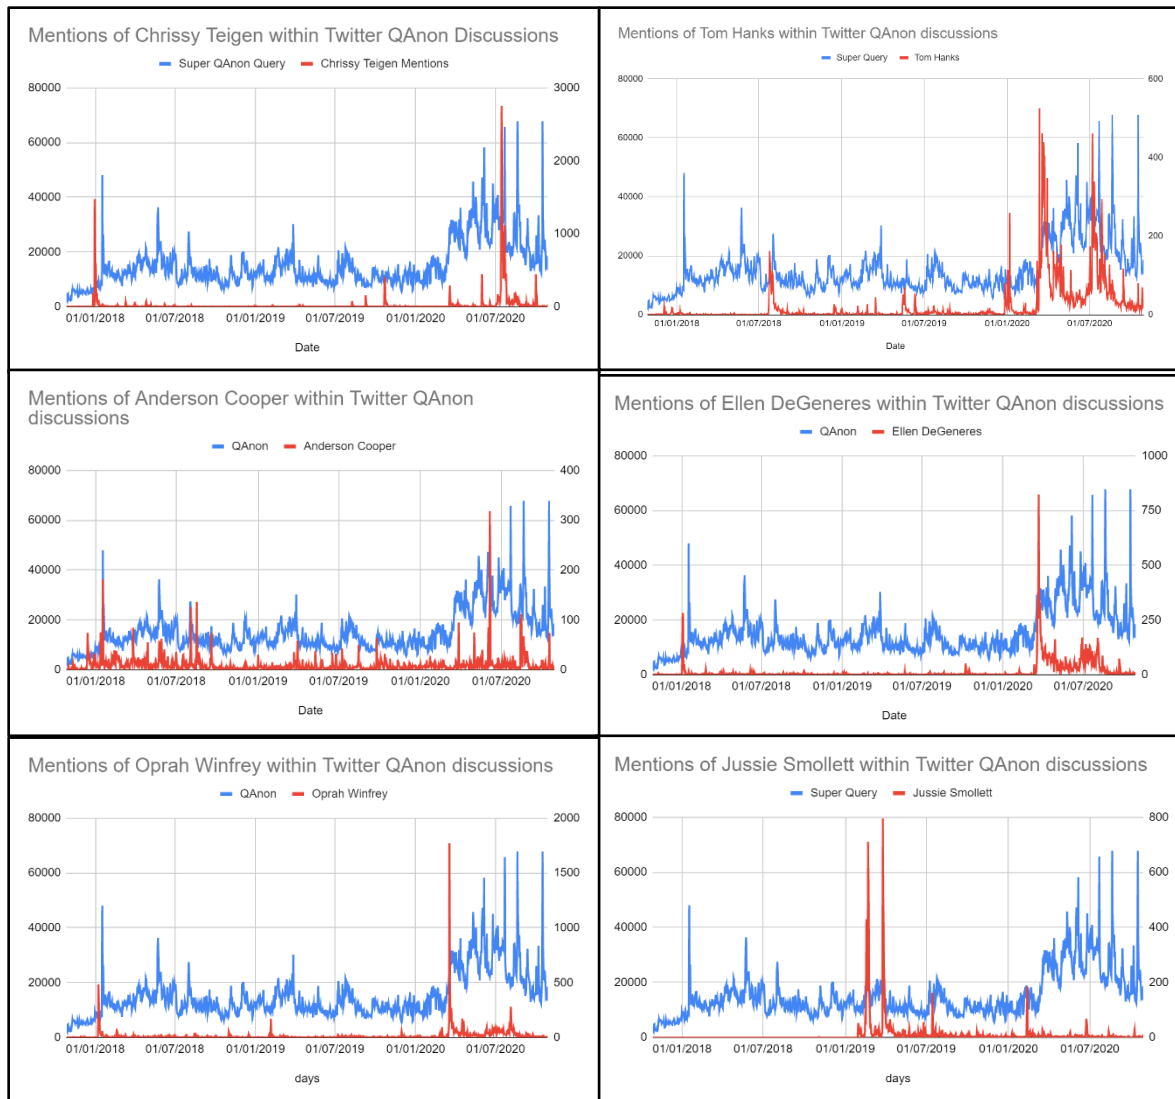 Mentions of Chrissy Teigen within Twitter QAnon Discussions
Super QAnon Query Chrissy Teigen Mentions
80000 3000
60000
2000
40000
1000
20000
0 0
01/01/2018 01/07/2018 01/01/2019 01/07/2019 01/01/2020 01/07/2020
Date
Mentions of Tom Hanks within Twitter QAnon discussions
Super Query Tom Hanks
80000 600
60000
400
40000
200
20000
0 0
01/01/2018 01/07/2018 01/01/2019 01/07/2019 01/01/2020 01/07/2020
Date
Mentions of Anderson Cooper within Twitter QAnon
discussions
QAnon Anderson Cooper
80000 400
60000 300
40000 200
20000 100
0 0
01/01/2018 01/07/2018 01/01/2019 01/07/2019 01/01/2020 01/07/2020
Date
Mentions of Ellen DeGeneres within Twitter QAnon discussions
QAnon Ellen DeGeneres
80000 1000
60000 750
40000 500
20000 250
0 0
01/01/2018 01/07/2018 01/01/2019 01/07/2019 01/01/2020 01/07/2020
Date
Mentions of Oprah Winfrey within Twitter QAnon discussions
QAnon Oprah Winfrey
80000 2000
60000 1500
40000 1000
20000 500
0 0
01/01/2018 01/07/2018 01/01/2019 01/07/2019 01/01/2020 01/07/2020
days
Mentions of Jussie Smollett within Twitter QAnon discussions
Super Query Jussie Smollett
80000 800
60000 600
40000 400
20000 200
0 0
01/01/2018 01/07/2018 01/01/2019 01/07/2019 01/01/2020 01/07/2020
days